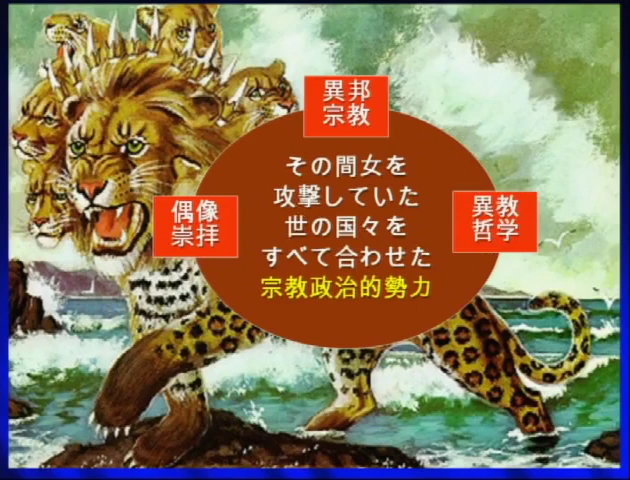 異邦
宗教
その間女を
攻撃していた
世の国々を
すべて合わせた
宗教政治的勢力
偶像
崇拝
異教
哲学